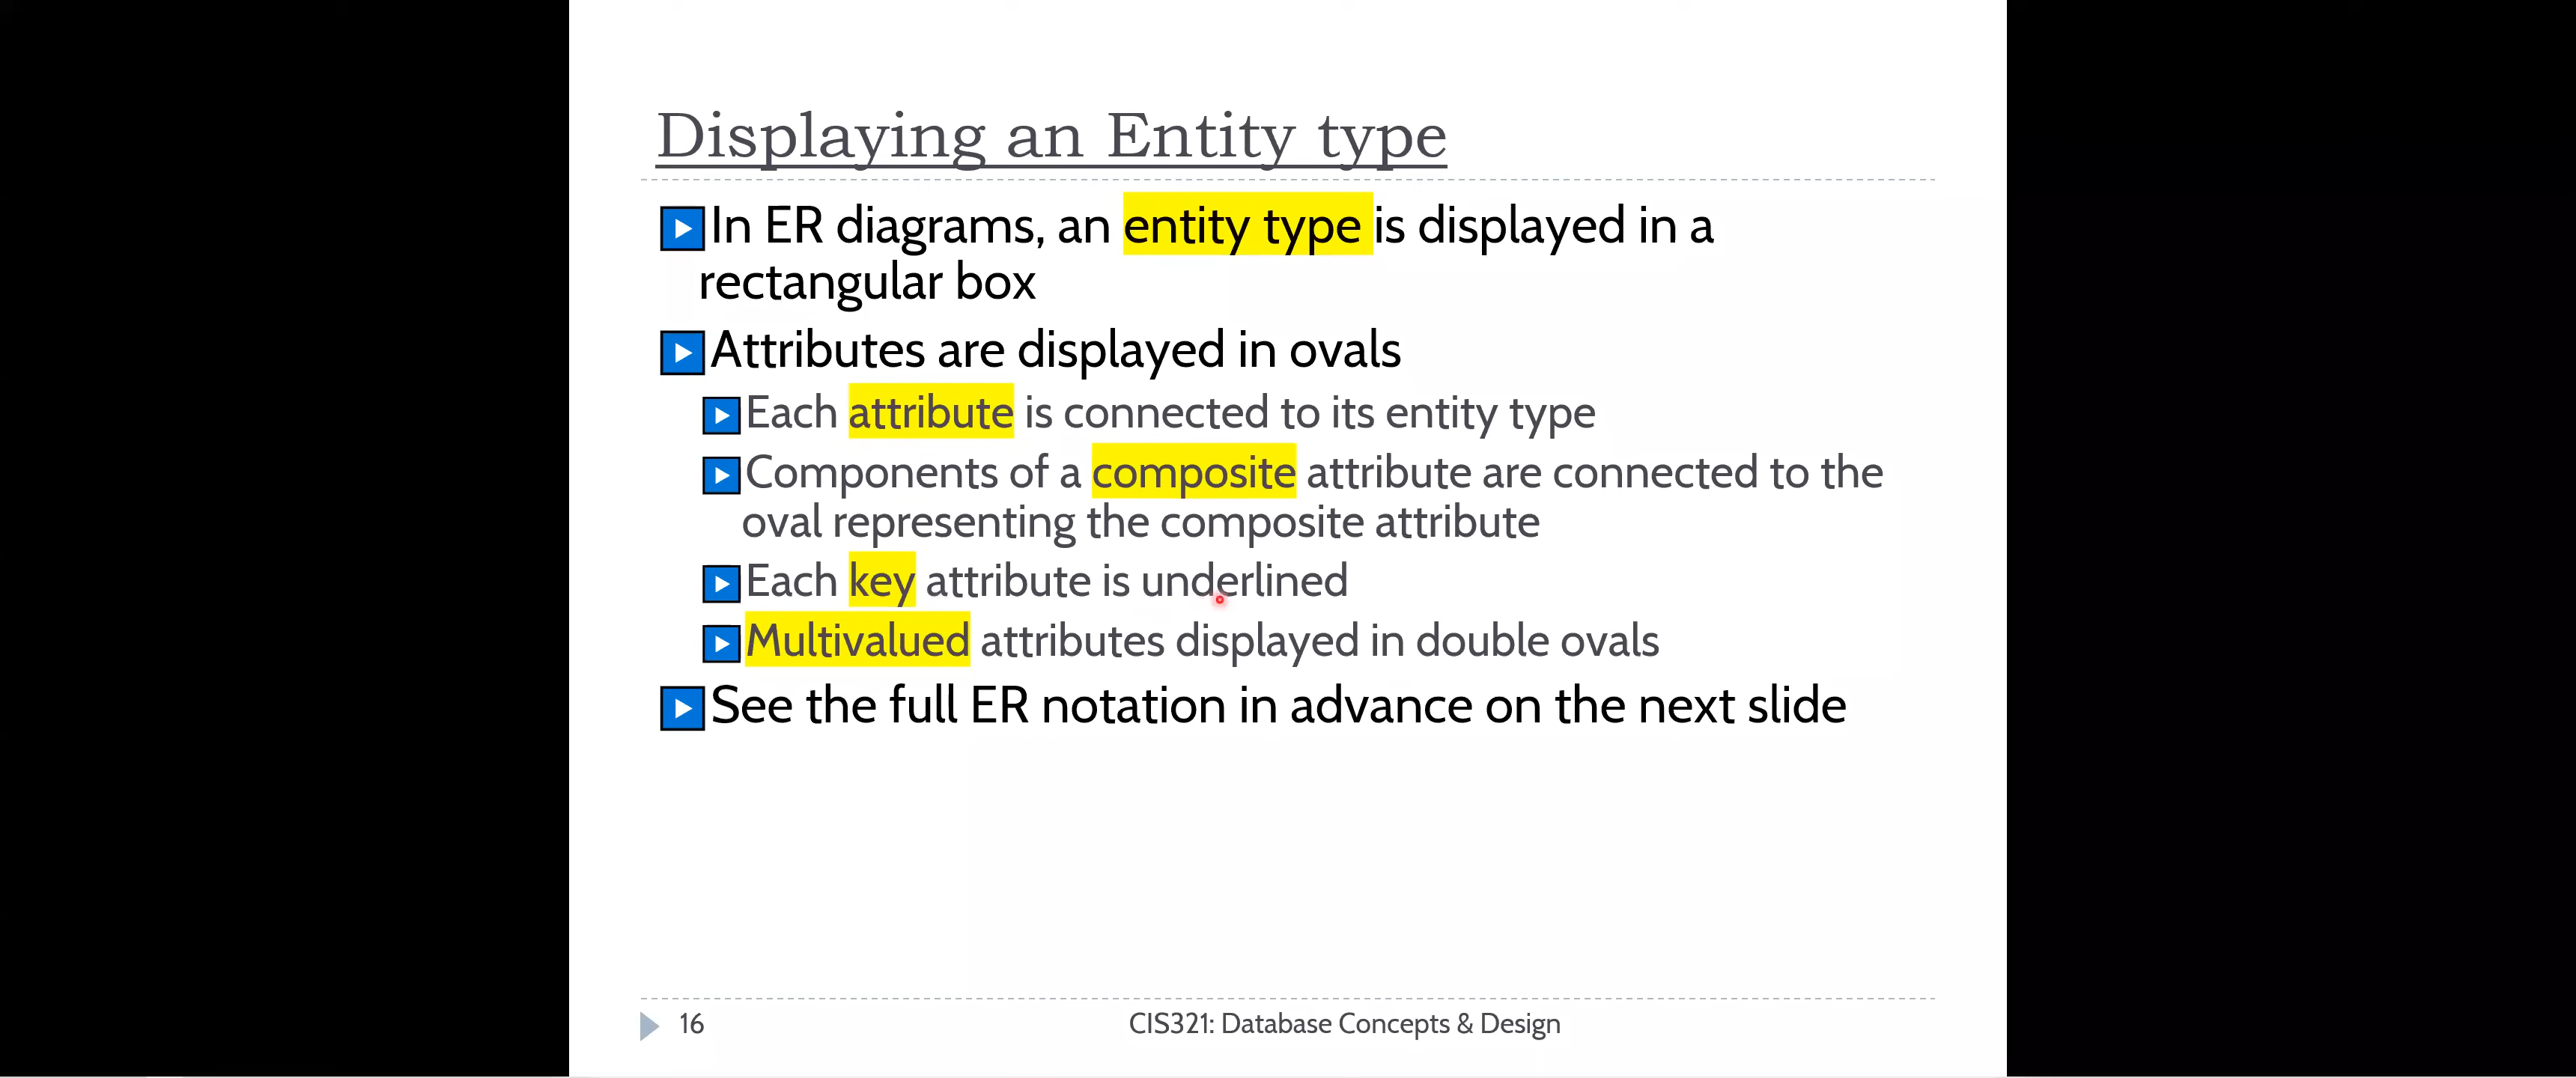 Displaying an Entity type
In ER diagrams, an entity type is displayed in a
rectangular box
Attributes are displayed in ovals
Each attribute is connected to its entity type
Components of a composite attribute are connected to the
oval representing the composite attribute
Each key attribute is underlined
Multivalued attributes displayed in double ovals
See the full ER notation in advance on the next slide
16
CIS321: Database Concepts & Design